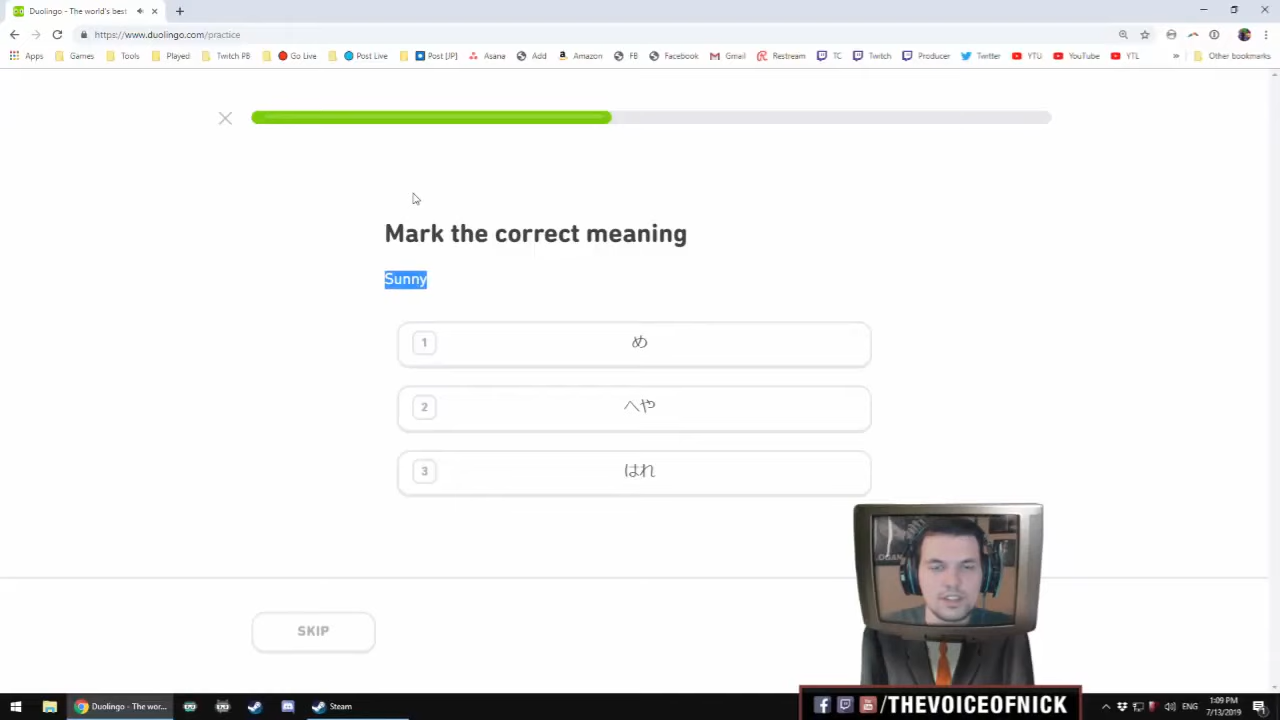 Duolingo - The world's best
https://www.duolingo.com/practice
Apps Games Tools Played Twitch PB Go Live Post Live Post [JP] Asana Add Amazon FB Facebook Gmail Restream TC Twitch Producer Twitter YTU YouTube YTL » Other bookmarks
Mark the correct meaning
Sunny
1 め
2 へや
3 はれ
SKIP
/THEVOICEOFNICK
Duolingo - The wor... Steam
ENG
1:09 PM
7/13/2019